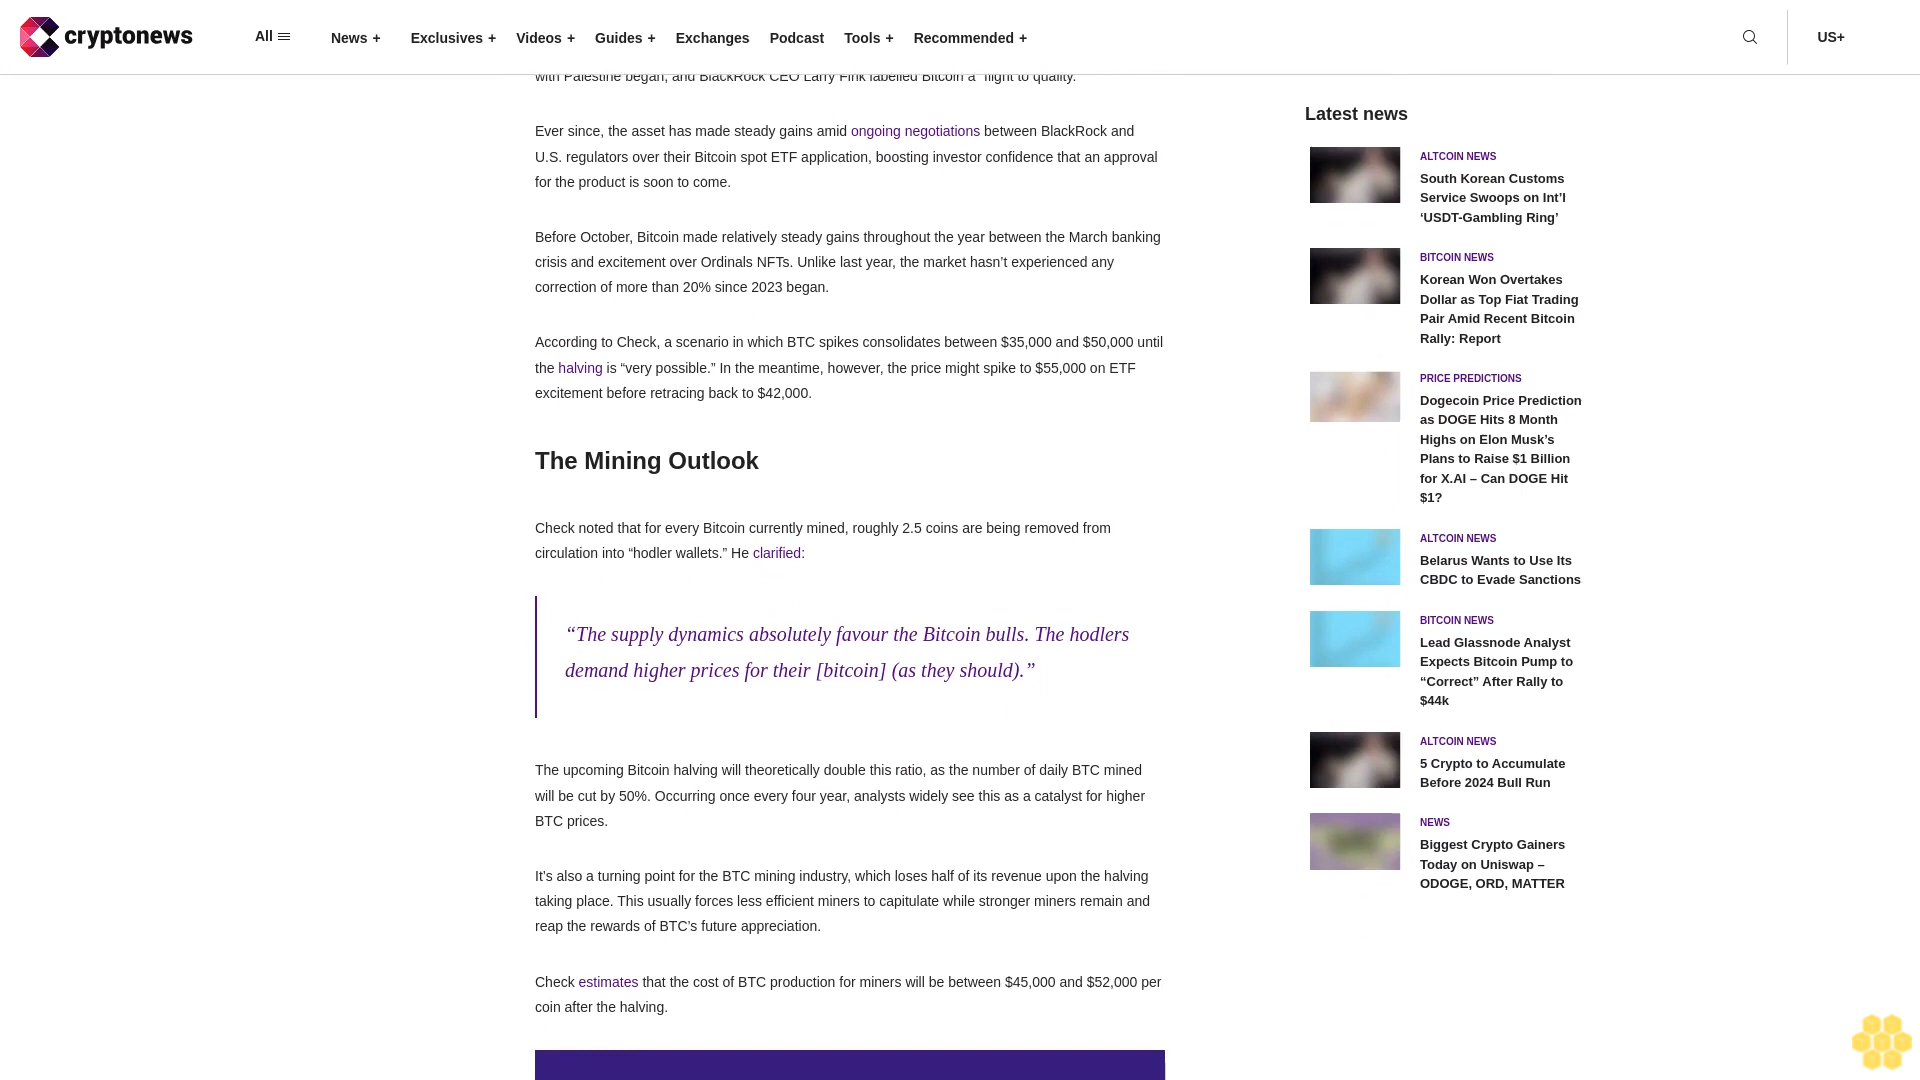 cryptonews
All
News +
Exclusives +
Videos +
Guides +
Exchanges
Podcast
Tools +
Recommended +
US+
with Palestine began, and BlackRock CEO Larry Fink labelled Bitcoin a “flight to quality.”
Ever since, the asset has made steady gains amid ongoing negotiations between BlackRock and
U.S. regulators over their Bitcoin spot ETF application, boosting investor confidence that an approval
for the product is soon to come.
Before October, Bitcoin made relatively steady gains throughout the year between the March banking
crisis and excitement over Ordinals NFTs. Unlike last year, the market hasn’t experienced any
correction of more than 20% since 2023 began.
According to Check, a scenario in which BTC spikes consolidates between $35,000 and $50,000 until
the halving is “very possible.” In the meantime, however, the price might spike to $55,000 on ETF
excitement before retracing back to $42,000.
The Mining Outlook
Check noted that for every Bitcoin currently mined, roughly 2.5 coins are being removed from
circulation into “hodler wallets.” He clarified:
“The supply dynamics absolutely favour the Bitcoin bulls. The hodlers
demand higher prices for their [bitcoin] (as they should).”
The upcoming Bitcoin halving will theoretically double this ratio, as the number of daily BTC mined
will be cut by 50%. Occurring once every four year, analysts widely see this as a catalyst for higher
BTC prices.
It’s also a turning point for the BTC mining industry, which loses half of its revenue upon the halving
taking place. This usually forces less efficient miners to capitulate while stronger miners remain and
reap the rewards of BTC’s future appreciation.
Check estimates that the cost of BTC production for miners will be between $45,000 and $52,000 per
coin after the halving.
Latest news
ALTCOIN NEWS
South Korean Customs
Service Swoops on Int’l
‘USDT-Gambling Ring’
BITCOIN NEWS
Korean Won Overtakes
Dollar as Top Fiat Trading
Pair Amid Recent Bitcoin
Rally: Report
PRICE PREDICTIONS
Dogecoin Price Prediction
as DOGE Hits 8 Month
Highs on Elon Musk’s
Plans to Raise $1 Billion
for X.AI – Can DOGE Hit
$1?
ALTCOIN NEWS
Belarus Wants to Use Its
CBDC to Evade Sanctions
BITCOIN NEWS
Lead Glassnode Analyst
Expects Bitcoin Pump to
“Correct” After Rally to
$44k
ALTCOIN NEWS
5 Crypto to Accumulate
Before 2024 Bull Run
NEWS
Biggest Crypto Gainers
Today on Uniswap –
ODOGE, ORD, MATTER